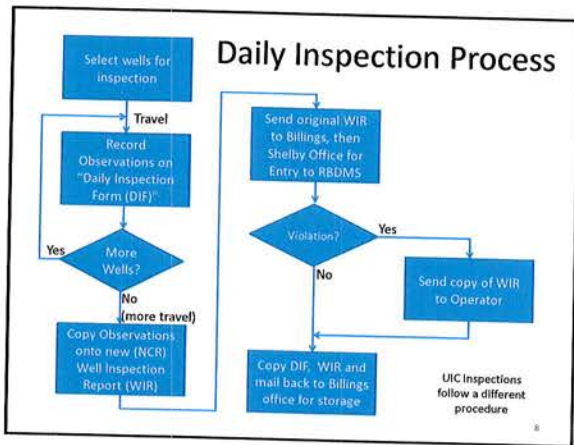 Daily Inspection Process
Select wells for
inspection
Travel
Record
Observations on
"Daily Inspection
Form (DIF)"
Yes
More
Wells?
No
(more travel)
Copy Observations
onto new (NCR)
Well Inspection
Report (WIR)
Send original WIR
to Billings, then
Shelby Office for
Entry to RBDMS
Violation?
Yes
No
Send copy of WIR
to Operator
Copy DIF, WIR and
mail back to Billings
office for storage
UIC Inspections
follow a different
procedure
8